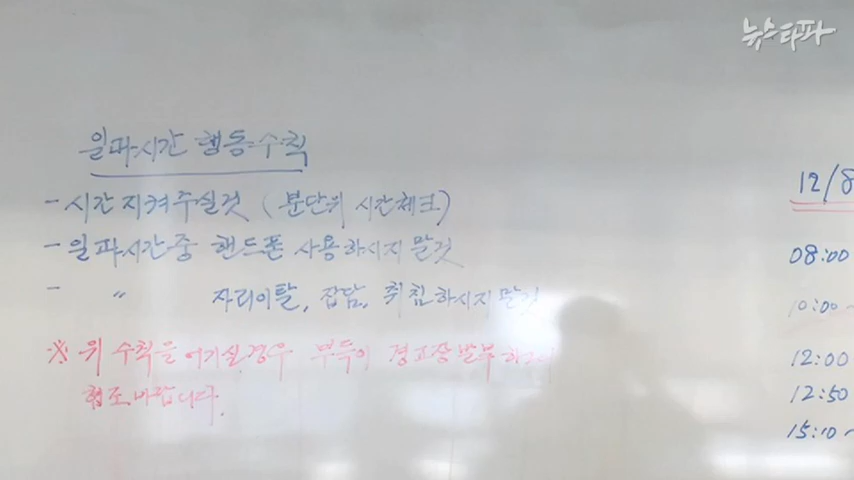 뉴스타파
일과시간 행동수칙
- 시간 지켜주실것 ( 분단위 시간체크)
- 일과시간중 핸드폰 사용하시지 말것
- " 자리이탈, 잡담, 취침하시지 말것
※ 위 수칙을 어기실 경우 부득이 경고장 발부하오니
협조바랍니다.
12/8
08:00
10:00~
12:00
12:50
15:10~